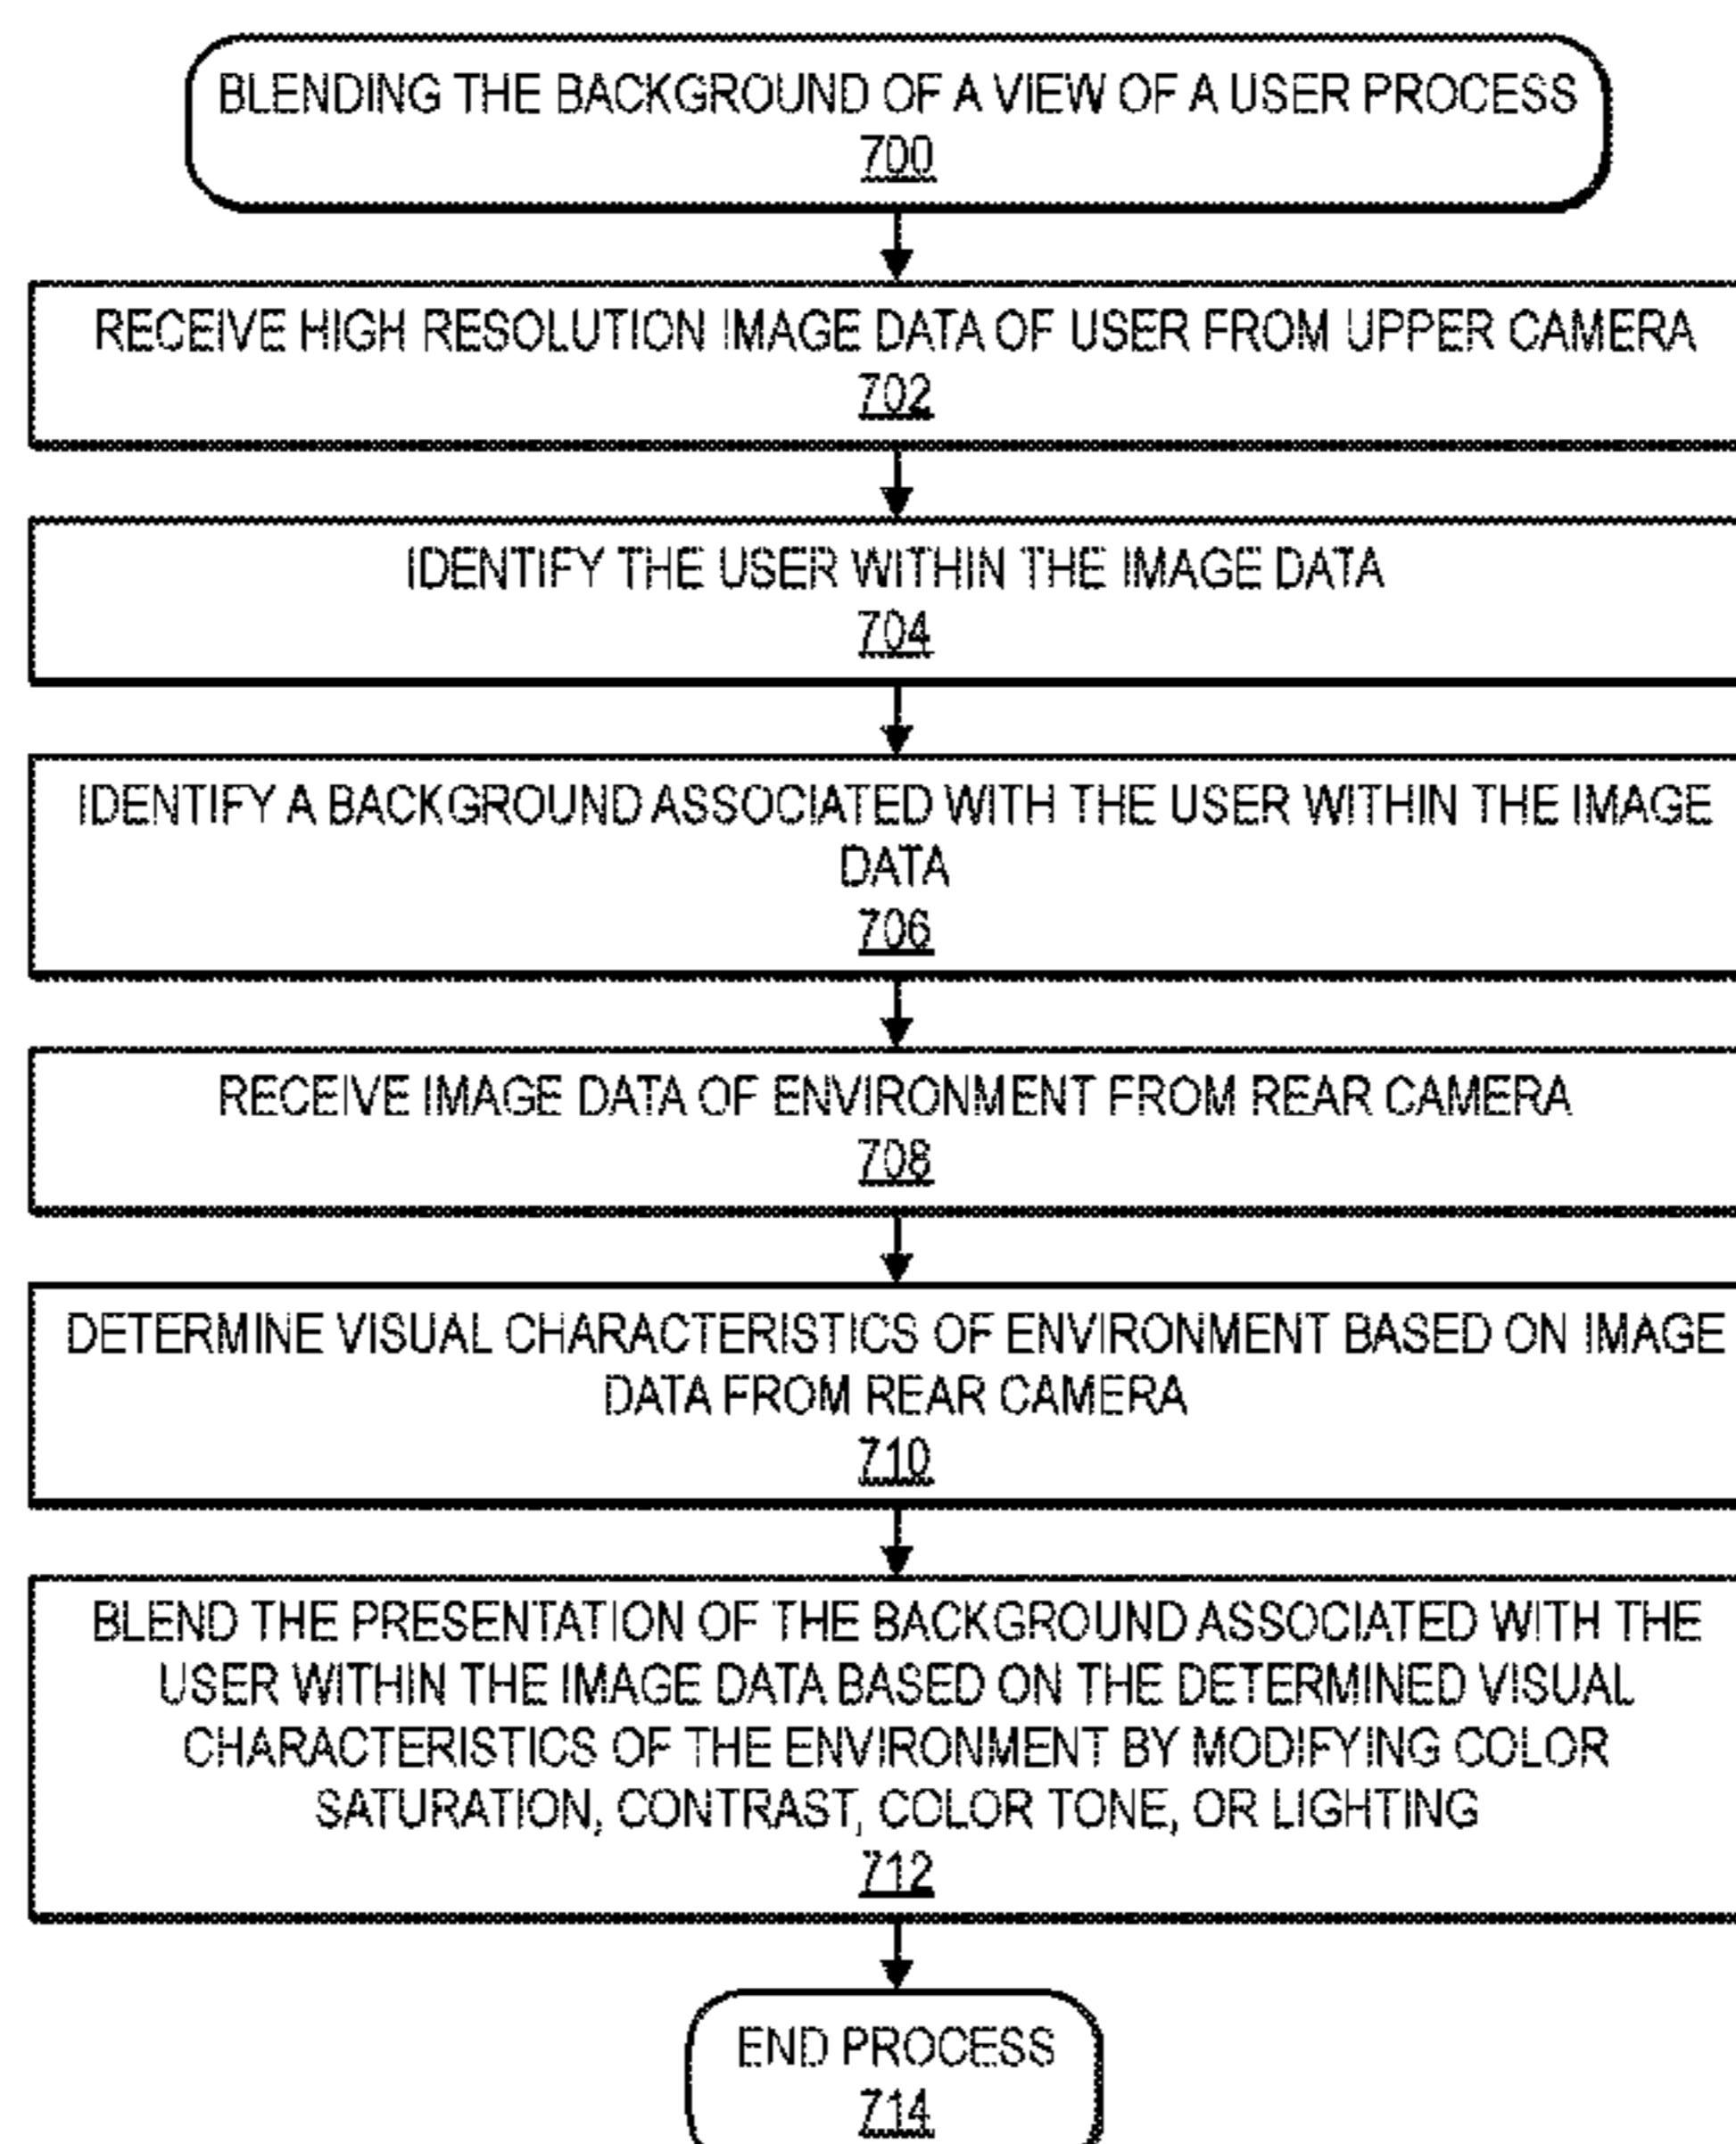 BLENDING THE BACKGROUND OF A VIEW OF A USER PROCESS
700
RECEIVE HIGH RESOLUTION IMAGE DATA OF USER FROM UPPER CAMERA
702
IDENTIFY THE USER WITHIN THE IMAGE DATA
704
IDENTIFY A BACKGROUND ASSOCIATED WITH THE USER WITHIN THE IMAGE
DATA
706
RECEIVE IMAGE DATA OF ENVIRONMENT FROM REAR CAMERA
708
DETERMINE VISUAL CHARACTERISTICS OF ENVIRONMENT BASED ON IMAGE
DATA FROM REAR CAMERA
710
BLEND THE PRESENTATION OF THE BACKGROUND ASSOCIATED WITH THE
USER WITHIN THE IMAGE DATA BASED ON THE DETERMINED VISUAL
CHARACTERISTICS OF THE ENVIRONMENT BY MODIFYING COLOR
SATURATION, CONTRAST, COLOR TONE, OR LIGHTING
712
END PROCESS
714